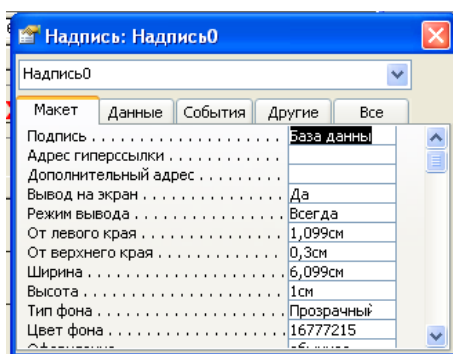 Надпись: Надпись0
Надпись0
Макет Данные События Другие Все
Подпись База данны
Адрес гиперссылки
Дополнительный адрес
Вывод на экран Да
Режим вывода Всегда
От левого края 1,099см
От верхнего края 0,3см
Ширина 6,099см
Высота 1см
Тип фона Прозрачный
Цвет фона 16777215